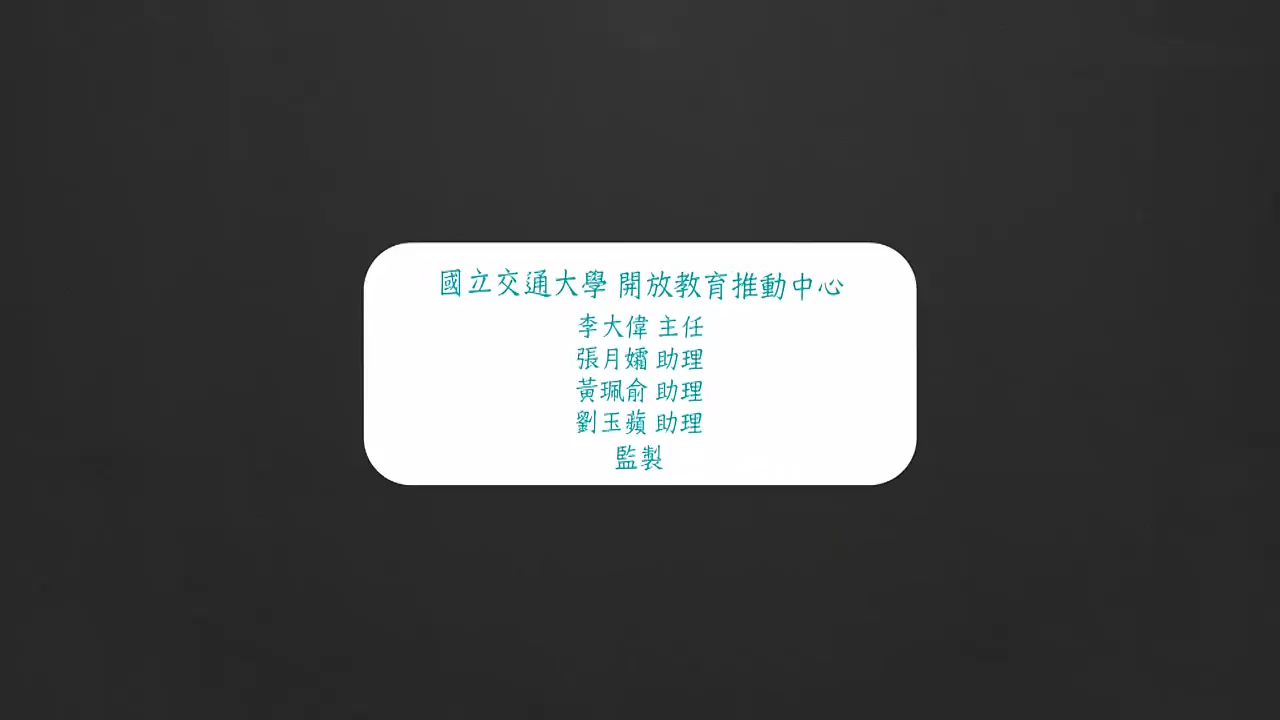 國立交通大學 開放教育推動中心
李大偉 主任
張月孀 助理
黃珮俞 助理
劉玉蘋 助理
監製